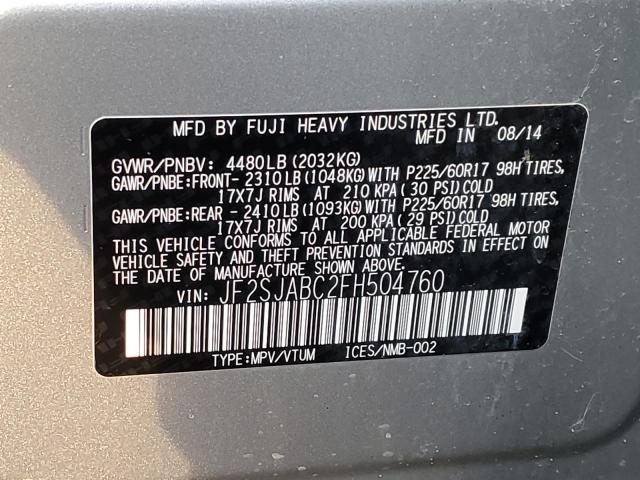 MFD BY FUJI HEAVY INDUSTRIES LTD.
MFD IN 08/14
GVWR/PNBV: 4480LB(2032KG)
GAWR/PNBE:FRONT- 2310LB(1048KG)WITH P225/60R17 98H TIRES,
17X7J RIMS AT 210 KPA( 30 PSI)COLD
GAWR/PNBE:REAR - 2410LB(1093KG)WITH P225/60R17 98H TIRES,
17X7J RIMS AT 200 KPA( 29 PSI)COLD
THIS VEHICLE CONFORMS TO ALL APPLICABLE FEDERAL MOTOR
VEHICLE SAFETY AND THEFT PREVENTION STANDARDS IN EFFECT
ON THE DATE OF MANUFACTURE SHOWN ABOVE.
VIN: JF2SJABC2FH504760
TYPE:MPV/VTUM ICES/NMB-002